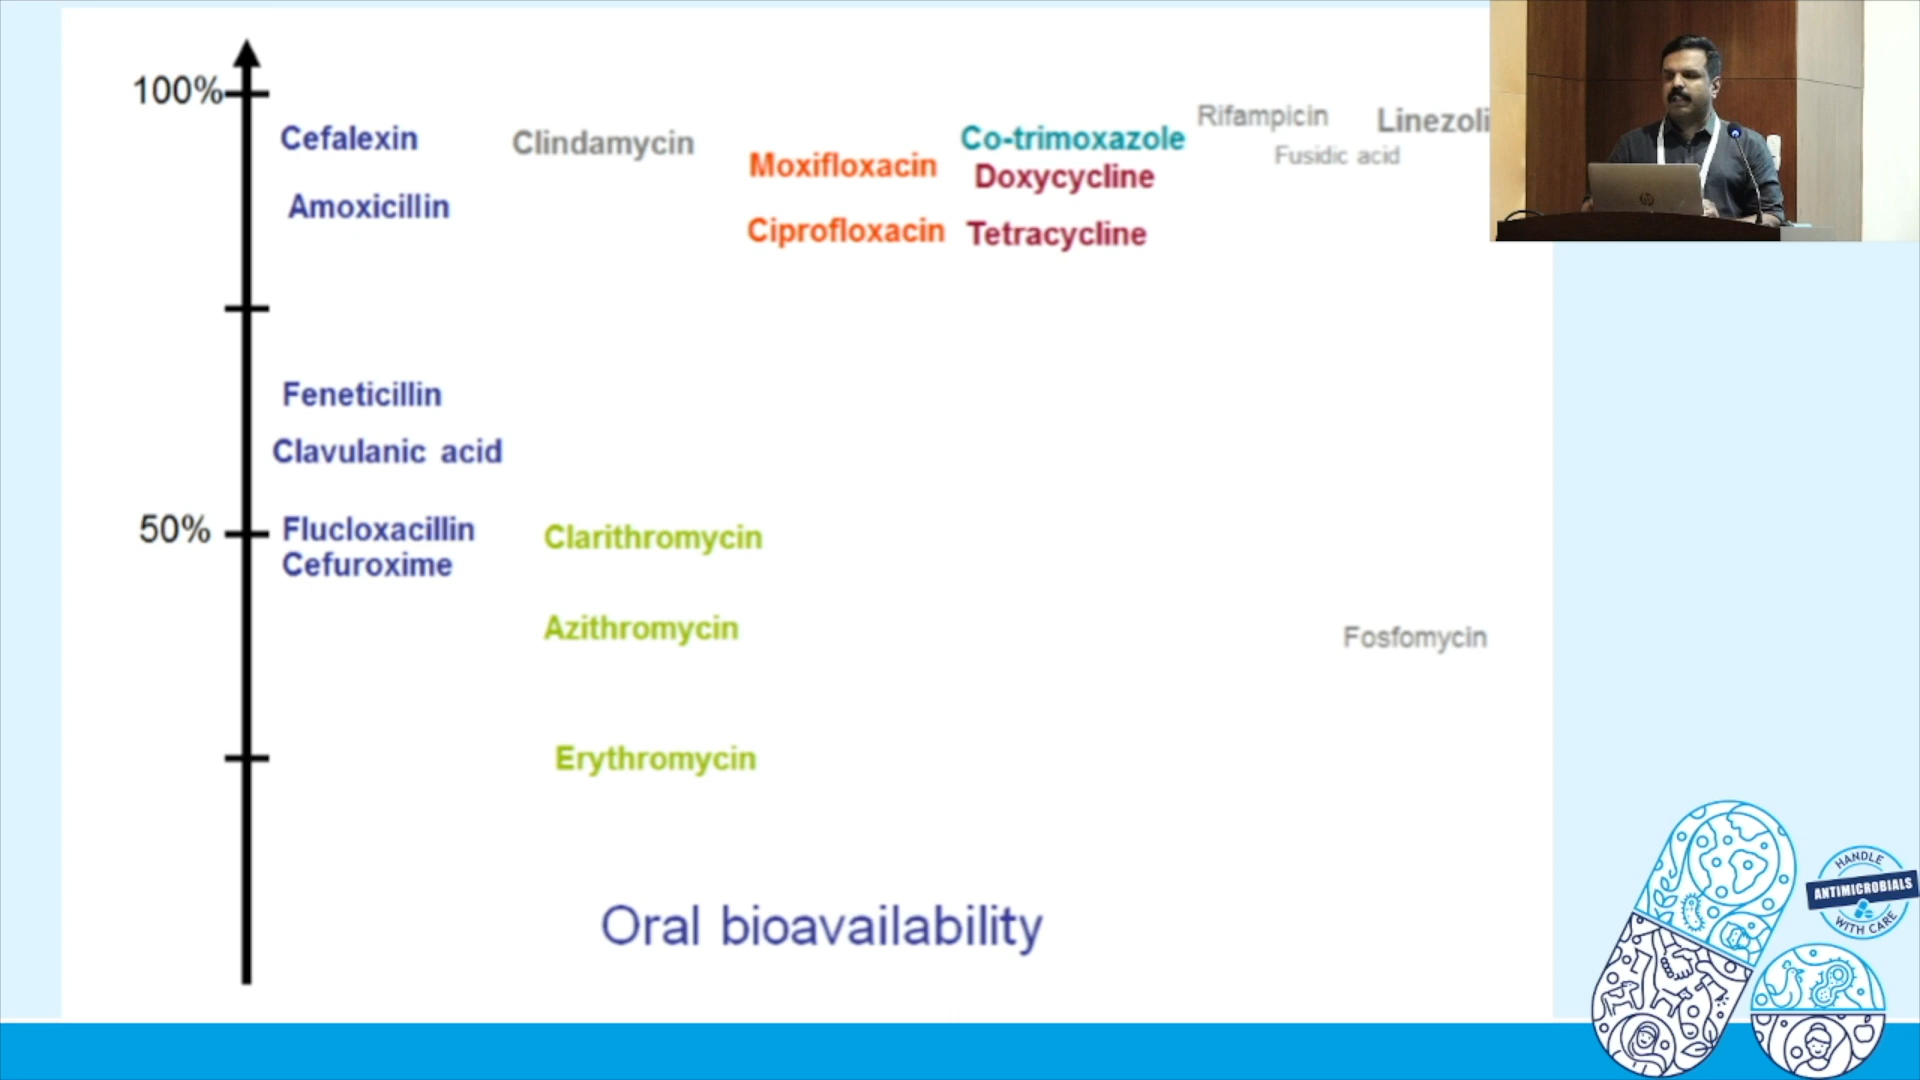 100%
Cefalexin
Clindamycin
Moxifloxacin
Co-trimoxazole
Rifampicin
Linezoli
Fusidic acid
Doxycycline
Amoxicillin
Ciprofloxacin
Tetracycline
Feneticillin
Clavulanic acid
50%
Flucloxacillin
Cefuroxime
Clarithromycin
Azithromycin
Fosfomycin
Erythromycin
Oral bioavailability
HANDLE
ANTIMICROBIALS
WITH CARE
hp